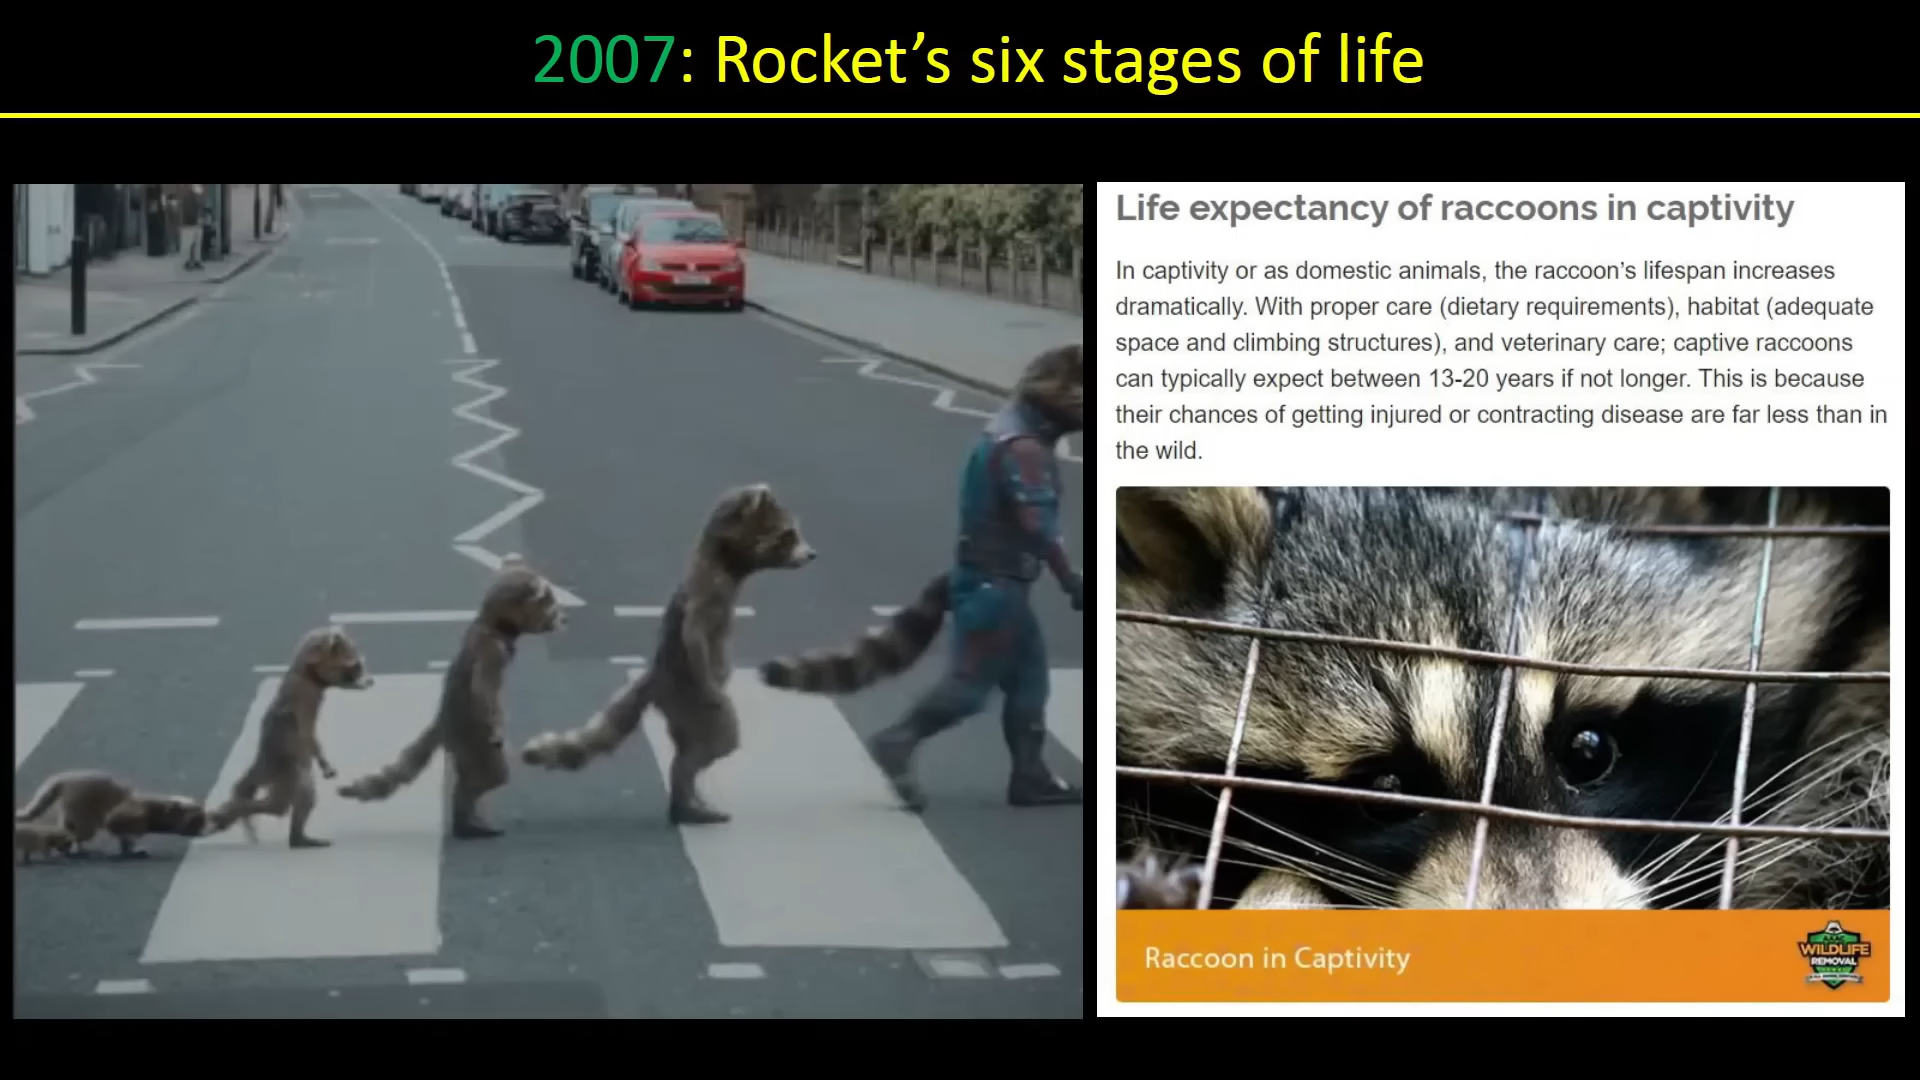 2007: Rocket’s six stages of life
Life expectancy of raccoons in captivity
In captivity or as domestic animals, the raccoon’s lifespan increases
dramatically. With proper care (dietary requirements), habitat (adequate
space and climbing structures), and veterinary care; captive raccoons
can typically expect between 13-20 years if not longer. This is because
their chances of getting injured or contracting disease are far less than in
the wild.
Raccoon in Captivity
AAAC
WILDLIFE
REMOVAL